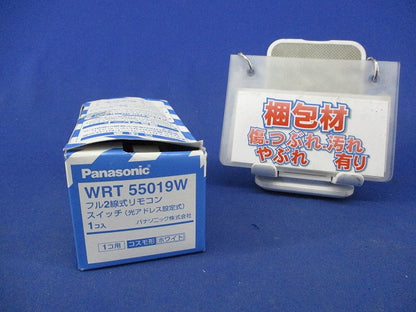 Panasonic
WRT 55019W
フル2線式リモコン
スイッチ（光アドレス設定式）
1コ入
パナソニック株式会社
1コ用 コスモ形 ホワイト
梱包材
傷、つぶれ、汚れ、
やぶれ 有り